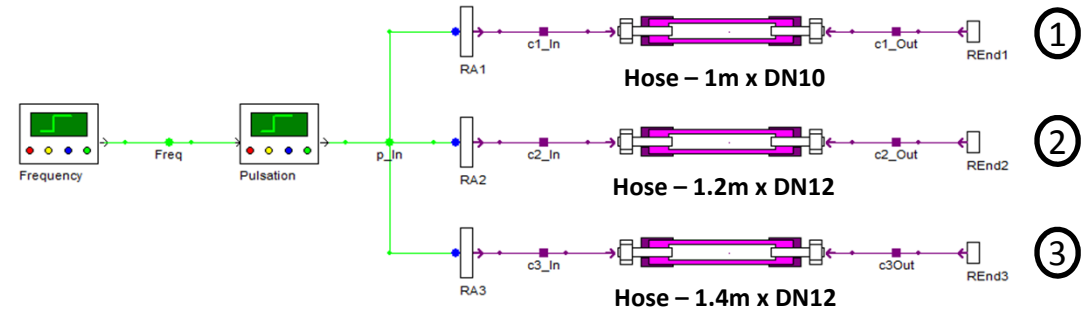 c1_In
c1_Out
1
RA1
REnd1
Hose – 1m x DN10
Frequency
Freq
Pulsation
p_In
RA2
c2_In
c2_Out
2
REnd2
Hose – 1.2m x DN12
c3_In
c3Out
3
RA3
REnd3
Hose – 1.4m x DN12